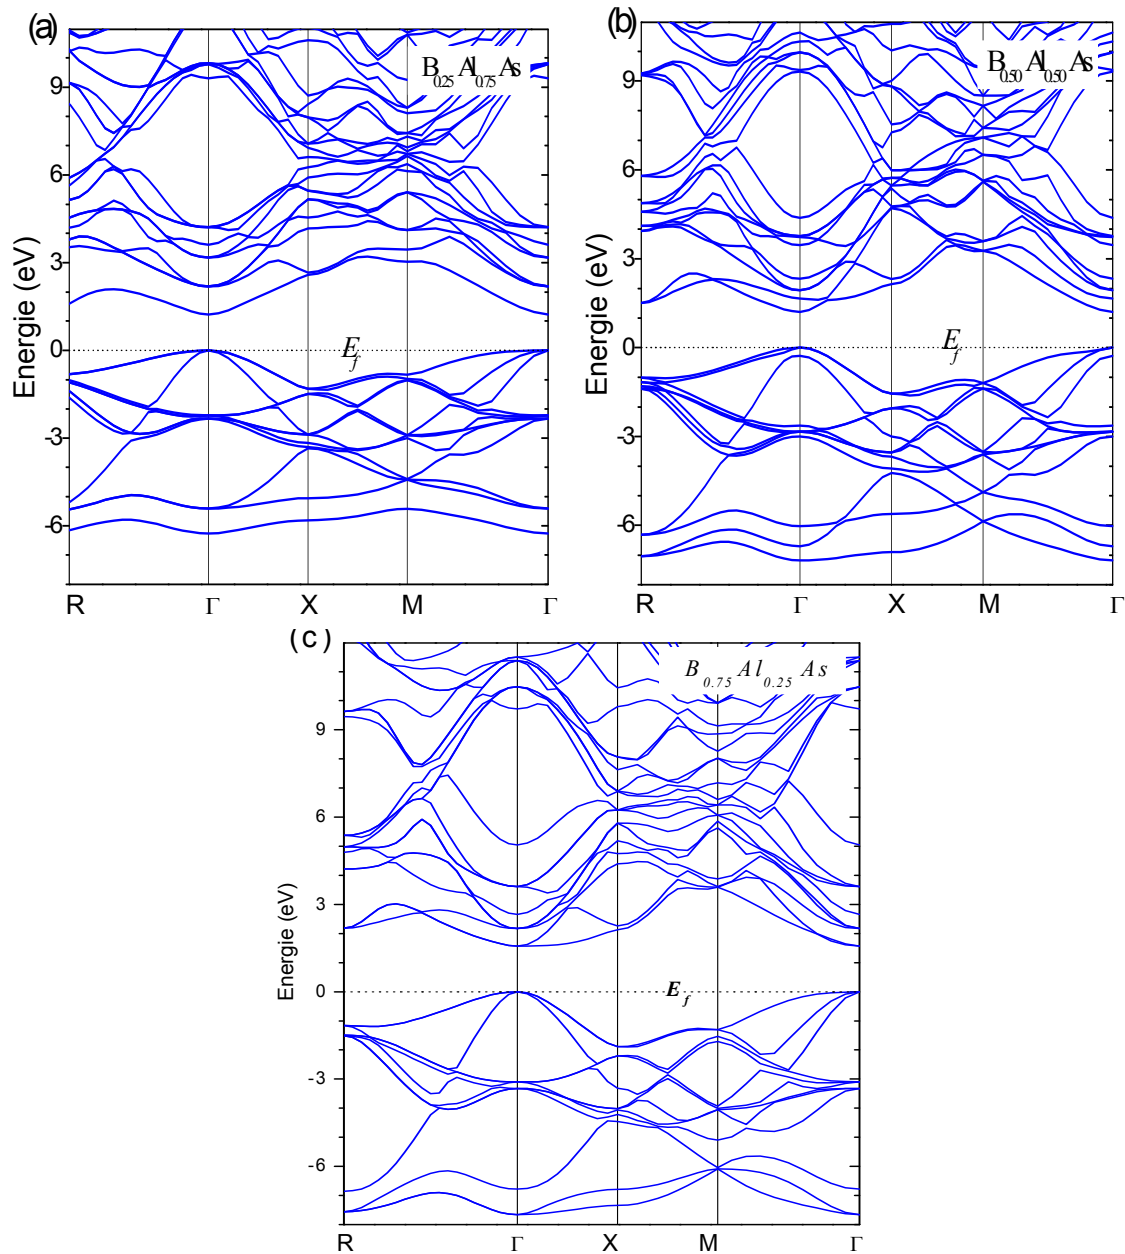 (a)
B0.25Al0.75As
Energie (eV)
9
6
3
0
-3
-6
Ef
R Γ X M Γ
(b)
B0.50Al0.50As
Energie (eV)
9
6
3
0
-3
-6
Ef
R Γ X M Γ
(c)
B0.75Al0.25As
Energie (eV)
9
6
3
0
-3
-6
Ef
R Γ X M Γ